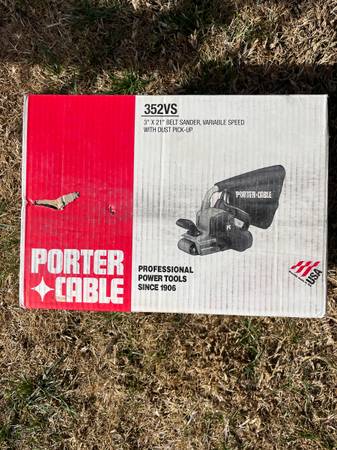 352VS
3" X 21" BELT SANDER, VARIABLE SPEED
WITH DUST PICK-UP
PORTER-CABLE
PORTER
CABLE
PROFESSIONAL
POWER TOOLS
SINCE 1906
USA